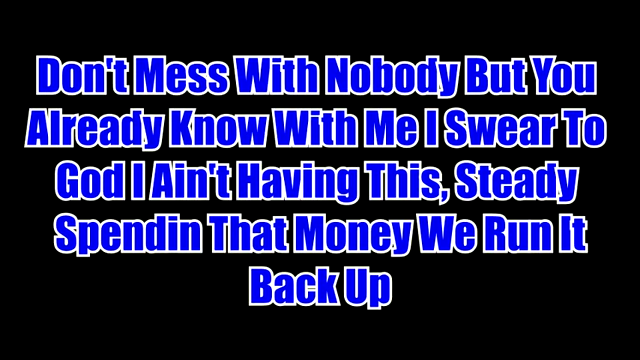 Don't Mess With Nobody But You
Already Know With Me I Swear To
God I Ain't Having This, Steady
Spendin That Money We Run It
Back Up